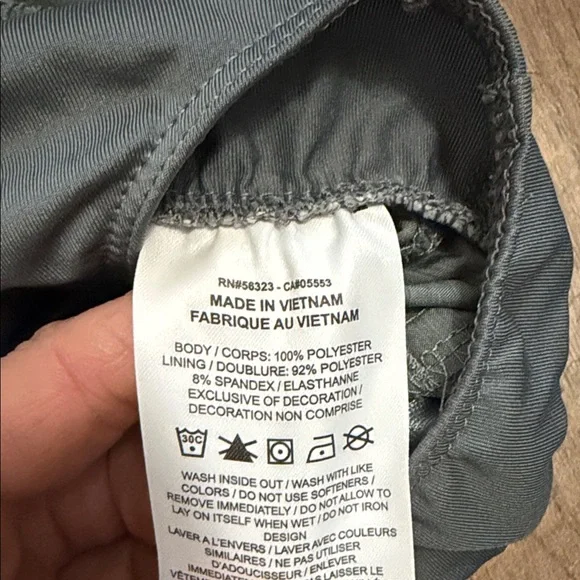 RN#56323 - CA#05553
MADE IN VIETNAM
FABRIQUE AU VIETNAM
BODY / CORPS: 100% POLYESTER
LINING / DOUBLURE: 92% POLYESTER
8% SPANDEX / ELASTHANNE
EXCLUSIVE OF DECORATION /
DECORATION NON COMPRISE
30C
WASH INSIDE OUT / WASH WITH LIKE
COLORS / DO NOT USE SOFTENERS /
REMOVE IMMEDIATELY / DO NOT ALLOW TO
LAY ON ITSELF WHEN WET / DO NOT IRON
DESIGN
LAVER A L'ENVERS / LAVER AVEC COULEURS
SIMILAIRES / NE PAS UTILISER
D'ADOUCISSEUR / ENLEVER